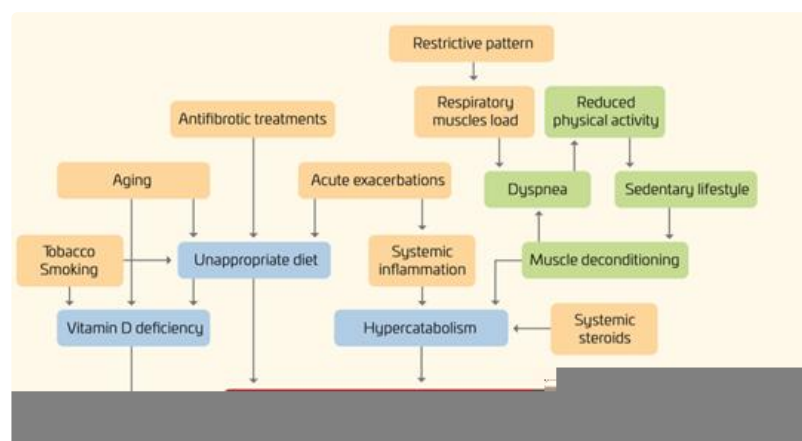 Restrictive pattern
Respiratory
muscles load
Reduced
physical activity
Antifibrotic treatments
Aging
Acute exacerbations
Dyspnea
Sedentary lifestyle
Tobacco
Smoking
Unappropriate diet
Systemic
inflammation
Muscle deconditioning
Vitamin D deficiency
Hypercatabolism
Systemic
steroids